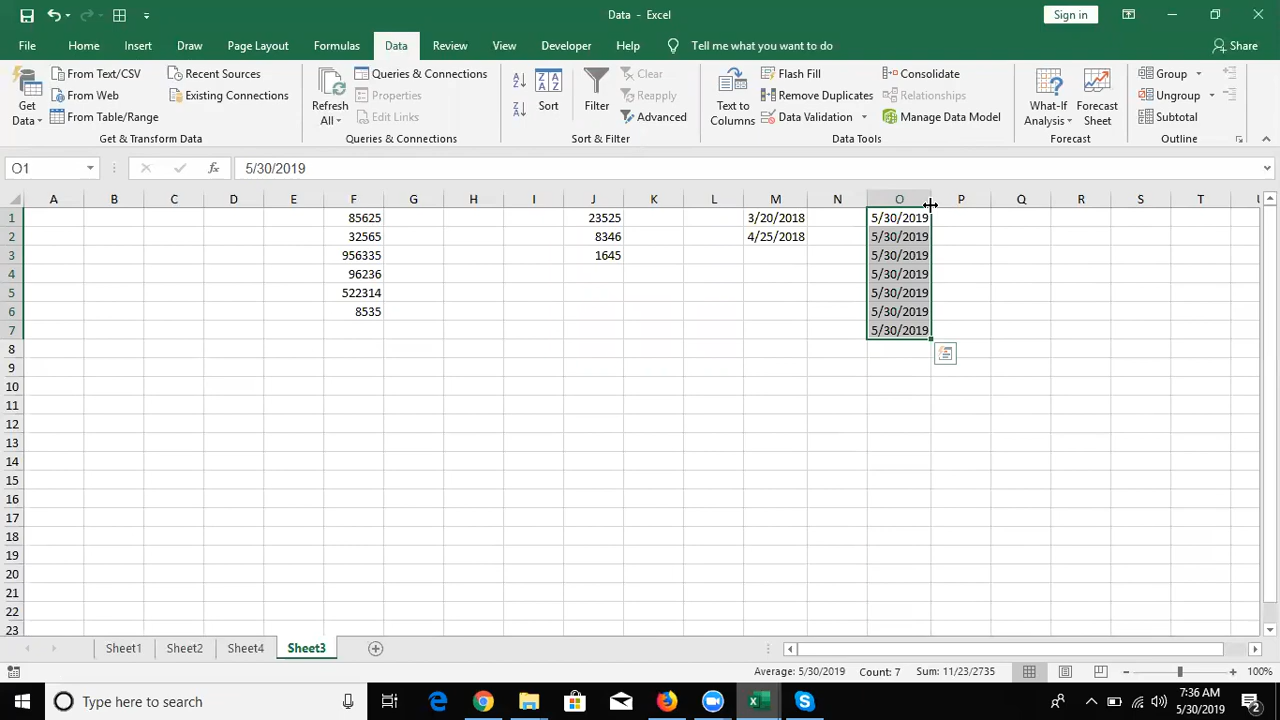 Data - Excel
Sign in
File Home Insert Draw Page Layout Formulas Data Review View Developer Help Tell me what you want to do Share
Get Data
From Text/CSV
From Web
From Table/Range
Recent Sources
Existing Connections
Get & Transform Data
Refresh All
Queries & Connections
Properties
Edit Links
Queries & Connections
Sort
Filter
Clear
Reapply
Advanced
Sort & Filter
Text to Columns
Flash Fill
Remove Duplicates
Data Validation
Consolidate
Relationships
Manage Data Model
Data Tools
What-If Analysis
Forecast Sheet
Forecast
Group
Ungroup
Subtotal
Outline
O1 fx 5/30/2019
A B C D E F G H I J K L M N O P Q R S T U
1 85625 23525 3/20/2018 5/30/2019
2 32565 8346 4/25/2018 5/30/2019
3 956335 1645 5/30/2019
4 96236 5/30/2019
5 522314 5/30/2019
6 8535 5/30/2019
7 5/30/2019
8
9
10
11
12
13
14
15
16
17
18
19
20
21
22
23
Sheet1 Sheet2 Sheet4 Sheet3
Average: 5/30/2019 Count: 7 Sum: 11/23/2735 100%
Type here to search
7:36 AM
5/30/2019
2